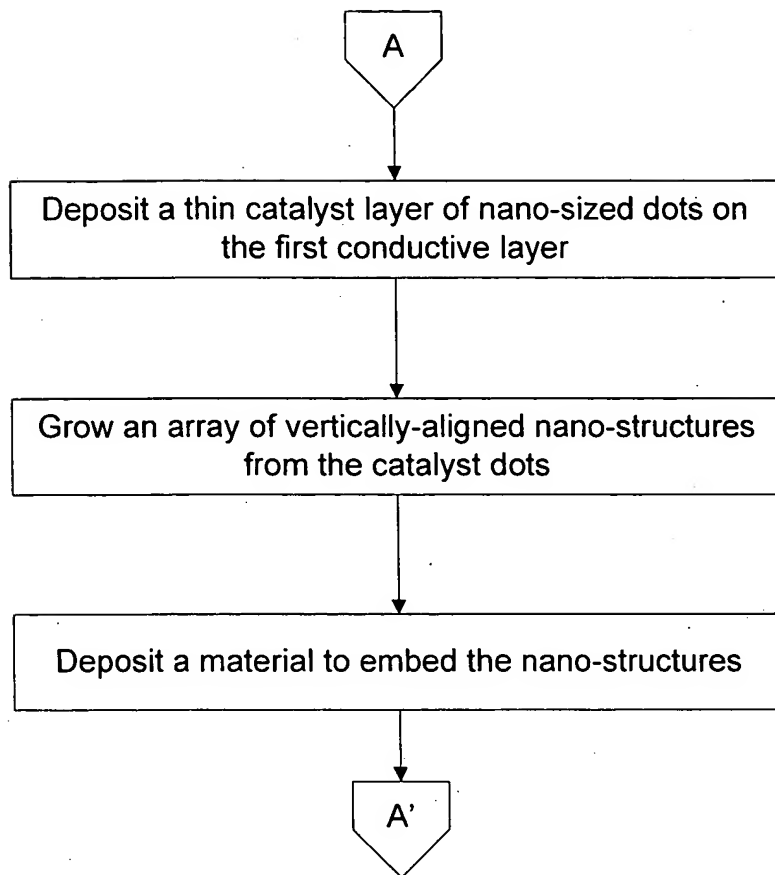 A
Deposit a thin catalyst layer of nano-sized dots on
the first conductive layer
Grow an array of vertically-aligned nano-structures
from the catalyst dots
Deposit a material to embed the nano-structures
A'